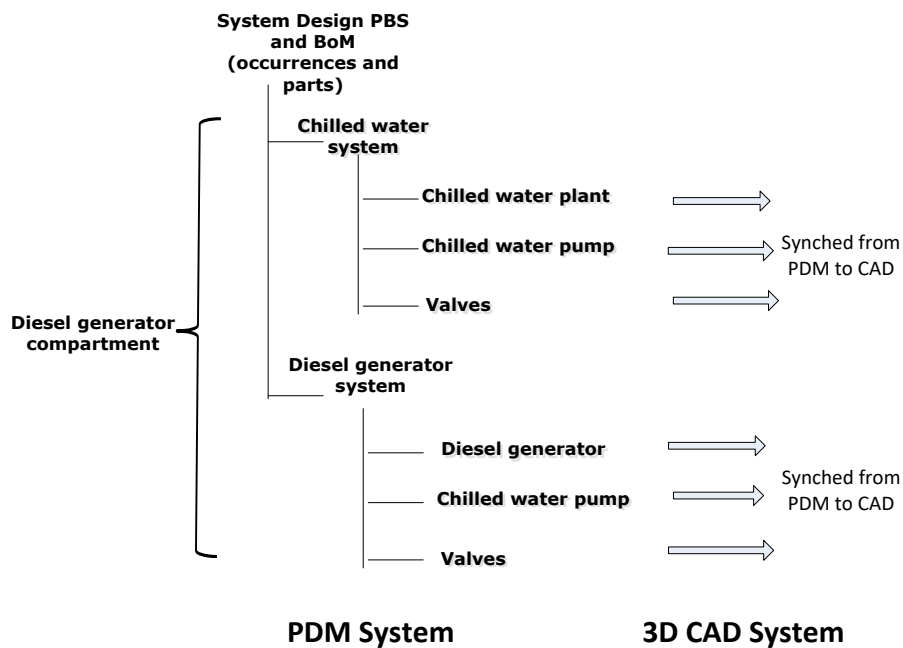 System Design PBS
and BoM
(occurrences and
parts)
Chilled water
system
Chilled water plant
Chilled water pump
Valves
Synched from
PDM to CAD
Diesel generator
compartment
Diesel generator
system
Diesel generator
Chilled water pump
Valves
Synched from
PDM to CAD
PDM System
3D CAD System